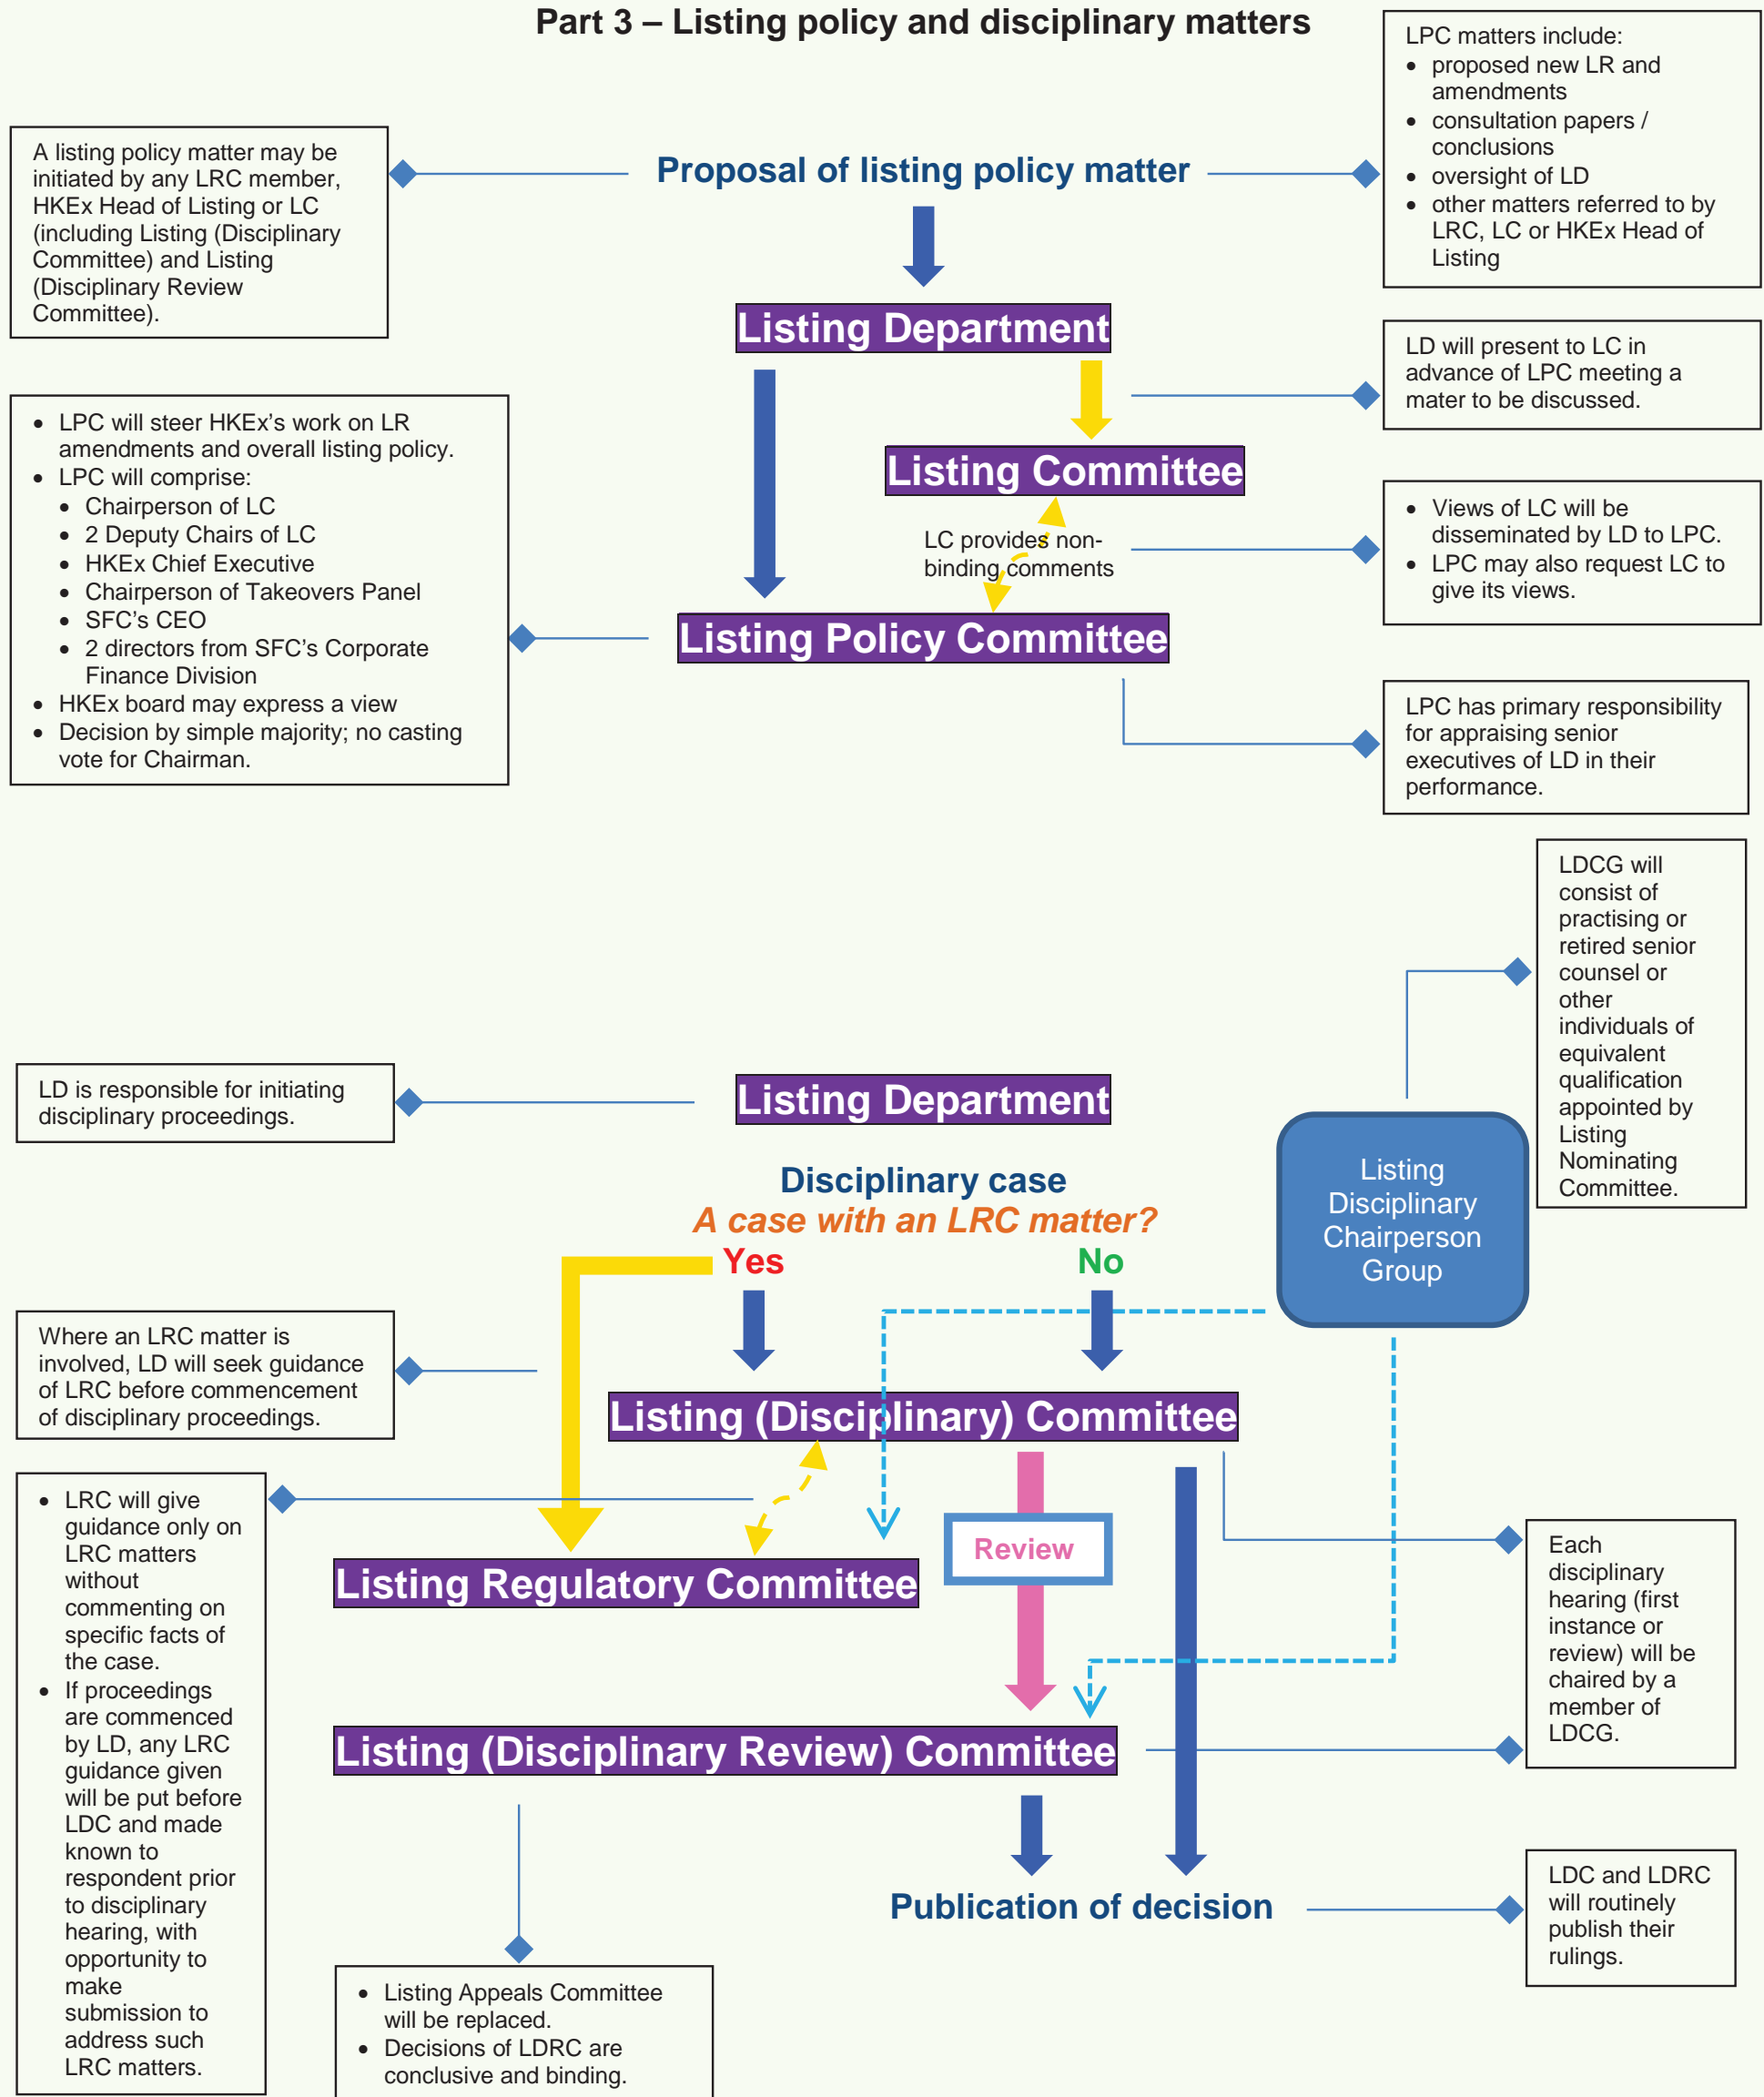 Part 3 – Listing policy and disciplinary matters
LPC matters include:
• proposed new LR and
amendments
• consultation papers /
conclusions
• oversight of LD
• other matters referred to by
LRC, LC or HKEx Head of
Listing
A listing policy matter may be
initiated by any LRC member,
HKEx Head of Listing or LC
(including Listing (Disciplinary
Committee) and Listing
(Disciplinary Review
Committee).
Proposal of listing policy matter
Listing Department
LD will present to LC in
advance of LPC meeting a
mater to be discussed.
• LPC will steer HKEx's work on LR
amendments and overall listing policy.
• LPC will comprise:
• Chairperson of LC
• 2 Deputy Chairs of LC
• HKEx Chief Executive
• Chairperson of Takeovers Panel
• SFC's CEO
• 2 directors from SFC's Corporate
Finance Division
• HKEx board may express a view
• Decision by simple majority; no casting
vote for Chairman.
Listing Committee
LC provides non-
binding comments
• Views of LC will be
disseminated by LD to LPC.
• LPC may also request LC to
give its views.
Listing Policy Committee
LPC has primary responsibility
for appraising senior
executives of LD in their
performance.
LDCG will
consist of
practising or
retired senior
counsel or
other
individuals of
equivalent
qualification
appointed by
Listing
Nominating
Committee.
LD is responsible for initiating
disciplinary proceedings.
Listing Department
Listing
Disciplinary
Chairperson
Group
Disciplinary case
A case with an LRC matter?
Yes
No
Where an LRC matter is
involved, LD will seek guidance
of LRC before commencement
of disciplinary proceedings.
Listing (Disciplinary) Committee
• LRC will give
guidance only on
LRC matters
without
commenting on
specific facts of
the case.
• If proceedings
are commenced
by LD, any LRC
guidance given
will be put before
LDC and made
known to
respondent prior
to disciplinary
hearing, with
opportunity to
make
submission to
address such
LRC matters.
Review
Listing Regulatory Committee
Each
disciplinary
hearing (first
instance or
review) will be
chaired by a
member of
LDCG.
Listing (Disciplinary Review) Committee
Publication of decision
LDC and LDRC
will routinely
publish their
rulings.
• Listing Appeals Committee
will be replaced.
• Decisions of LDRC are
conclusive and binding.